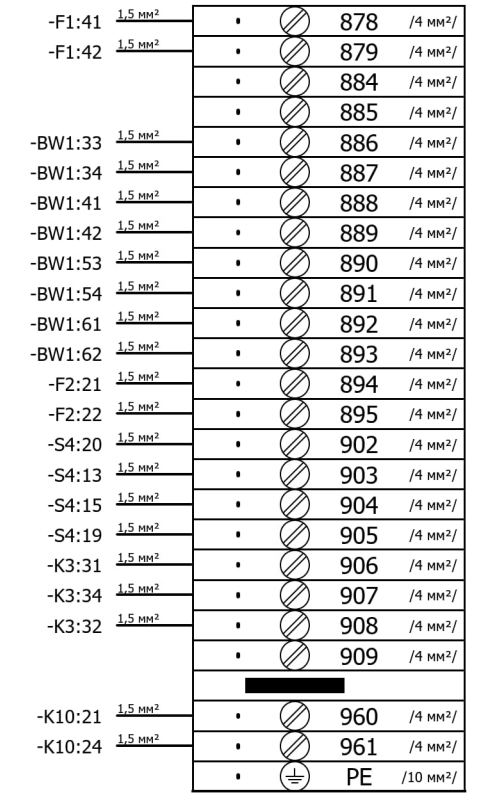 -F1:41 1,5 мм² 878 /4 мм²/
-F1:42 1,5 мм² 879 /4 мм²/
884 /4 мм²/
885 /4 мм²/
-BW1:33 1,5 мм² 886 /4 мм²/
-BW1:34 1,5 мм² 887 /4 мм²/
-BW1:41 1,5 мм² 888 /4 мм²/
-BW1:42 1,5 мм² 889 /4 мм²/
-BW1:53 1,5 мм² 890 /4 мм²/
-BW1:54 1,5 мм² 891 /4 мм²/
-BW1:61 1,5 мм² 892 /4 мм²/
-BW1:62 1,5 мм² 893 /4 мм²/
-F2:21 1,5 мм² 894 /4 мм²/
-F2:22 1,5 мм² 895 /4 мм²/
-S4:20 1,5 мм² 902 /4 мм²/
-S4:13 1,5 мм² 903 /4 мм²/
-S4:15 1,5 мм² 904 /4 мм²/
-S4:19 1,5 мм² 905 /4 мм²/
-K3:31 1,5 мм² 906 /4 мм²/
-K3:34 1,5 мм² 907 /4 мм²/
-K3:32 1,5 мм² 908 /4 мм²/
909 /4 мм²/
-K10:21 1,5 мм² 960 /4 мм²/
-K10:24 1,5 мм² 961 /4 мм²/
PE /10 мм²/